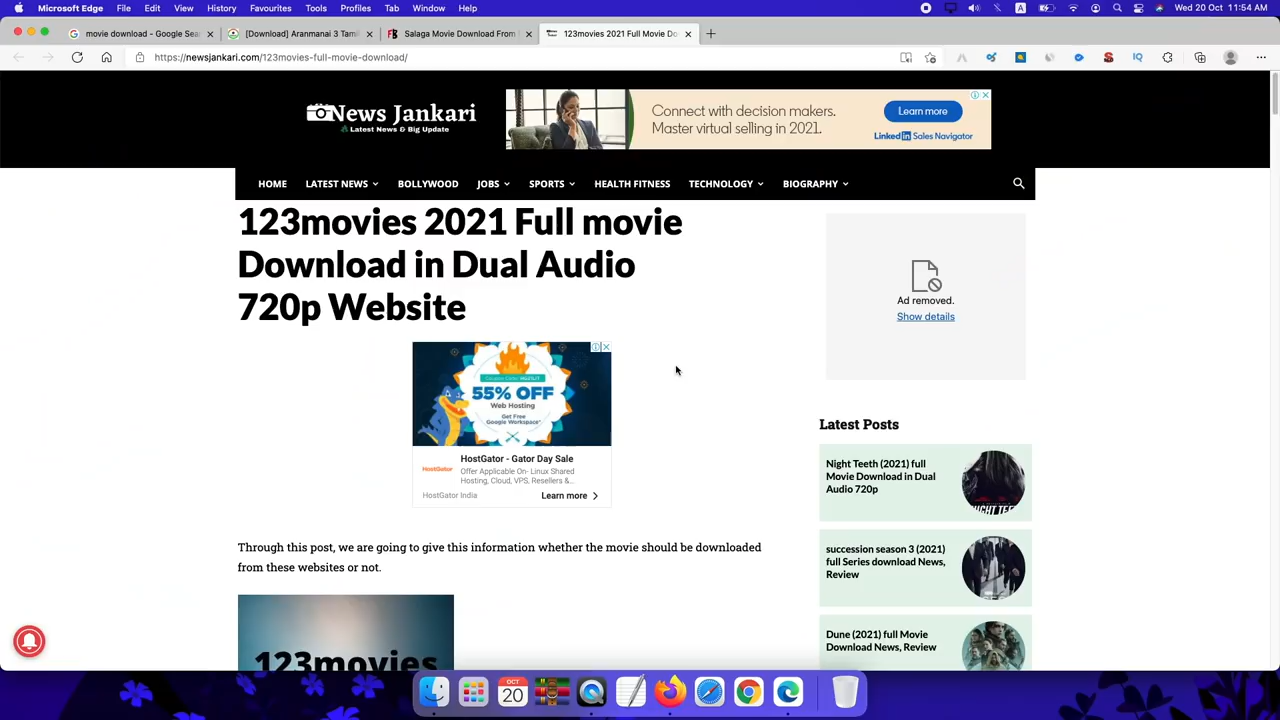 Microsoft Edge File Edit View History Favorites Tools Profiles Tab Window Help
Wed 20 Oct 11:54 AM
movie download - Google Sea
[Download] Aranmanai 3 Tamil
Salaga Movie Download From
123movies 2021 Full Movie Do
https://newsjankari.com/123movies-full-movie-download/
IQ
News Jankari
Latest News & Big Update
Connect with decision makers.
Master virtual selling in 2021.
Learn more
Linked in Sales Navigator
HOME LATEST NEWS BOLLYWOOD JOBS SPORTS HEALTH FITNESS TECHNOLOGY BIOGRAPHY
123movies 2021 Full movie
Download in Dual Audio
720p Website
Ad removed.
Show details
55% OFF
Web Hosting
Get Free
Google Workspace*
HostGator - Gator Day Sale
HostGator
Offer Applicable On- Linux Shared
Hosting, Cloud, VPS, Resellers &...
HostGator India
Learn more
Latest Posts
Night Teeth (2021) full
Movie Download in Dual
Audio 720p
succession season 3 (2021)
full Series download News,
Review
Dune (2021) full Movie
Download News, Review
Through this post, we are going to give this information whether the movie should be downloaded
from these websites or not.
123movies
OCT
20